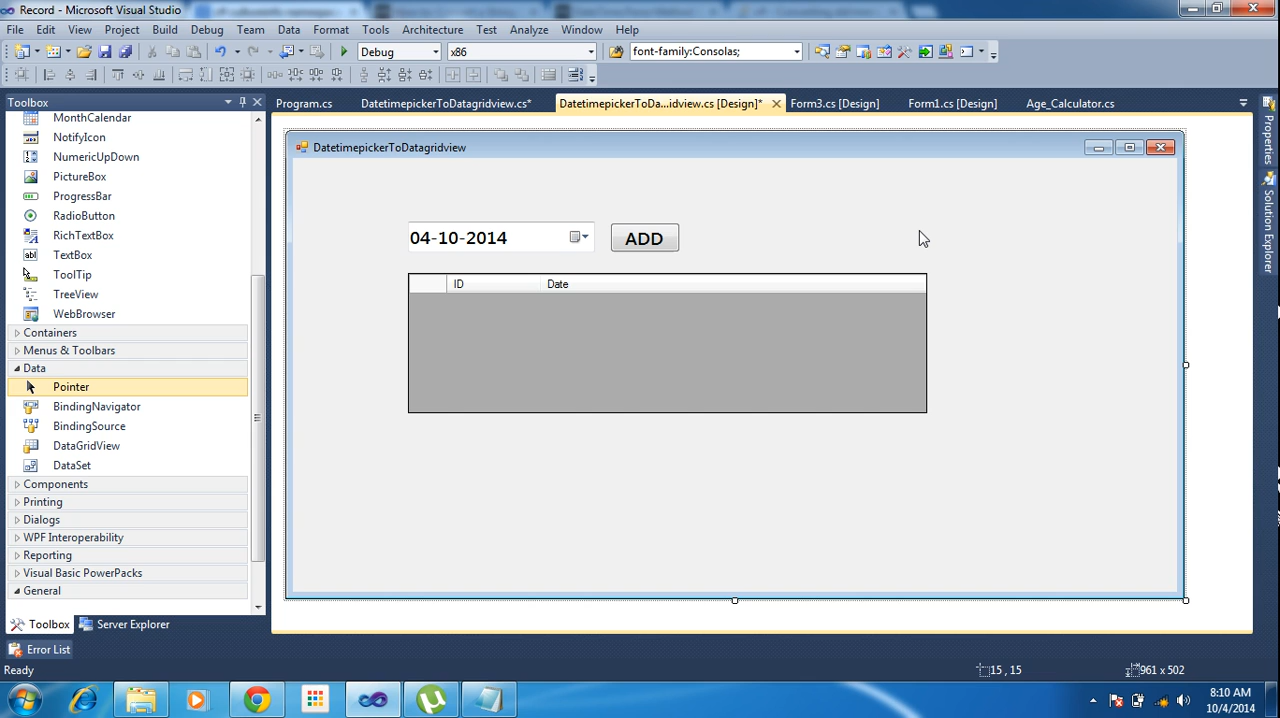 Record - Microsoft Visual Studio
File Edit View Project Build Debug Team Data Format Tools Architecture Test Analyze Window Help
Debug x86 font-family:Consolas;
Toolbox
Program.cs DatetimepickerToDatagridview.cs* DatetimepickerToDa...idview.cs [Design]* Form3.cs [Design] Form1.cs [Design] Age_Calculator.cs
MonthCalendar
NotifyIcon
NumericUpDown
PictureBox
ProgressBar
RadioButton
RichTextBox
TextBox
ToolTip
TreeView
WebBrowser
Containers
Menus & Toolbars
Data
Pointer
BindingNavigator
BindingSource
DataGridView
DataSet
Components
Printing
Dialogs
WPF Interoperability
Reporting
Visual Basic PowerPacks
General
Toolbox Server Explorer
DatetimepickerToDatagridview
04-10-2014 ADD
ID Date
Properties
Solution Explorer
Error List
Ready 15 , 15 961 x 502
8:10 AM
10/4/2014